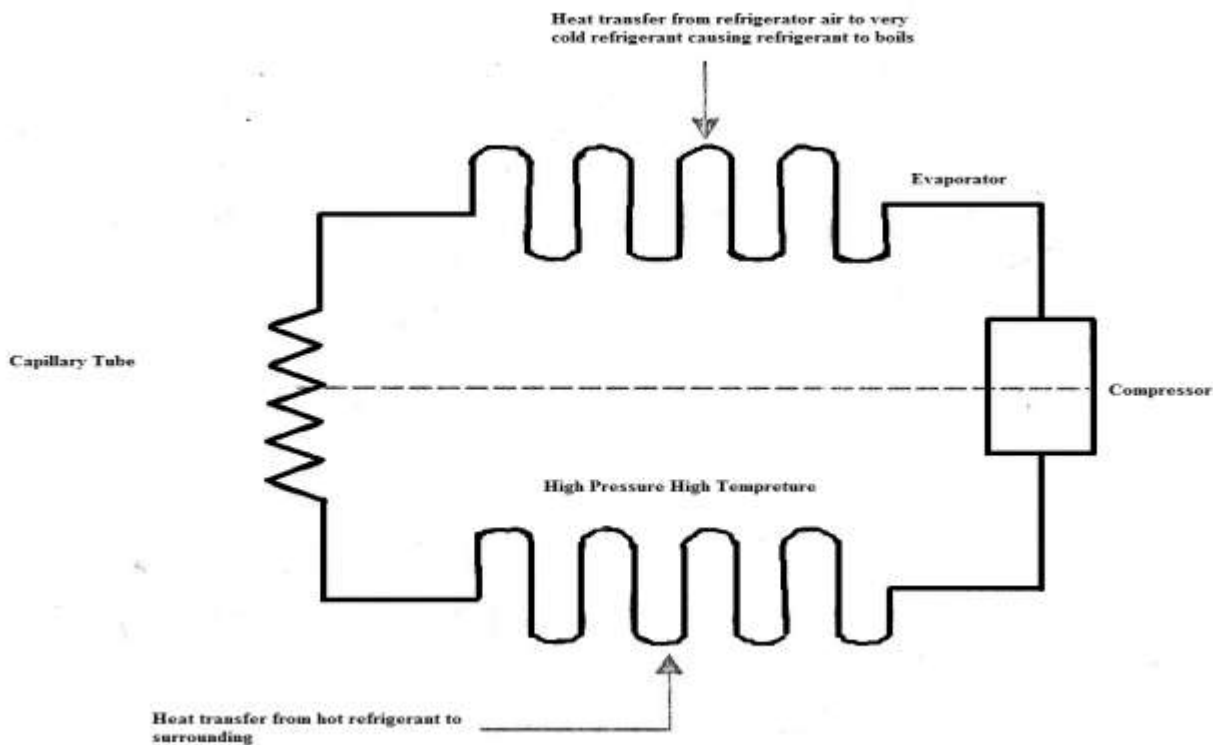 Heat transfer from refrigerator air to very
cold refrigerant causing refrigerant to boils
Evaporator
Capillary Tube
Compressor
High Pressure High Tempreture
Heat transfer from hot refrigerant to
surrounding